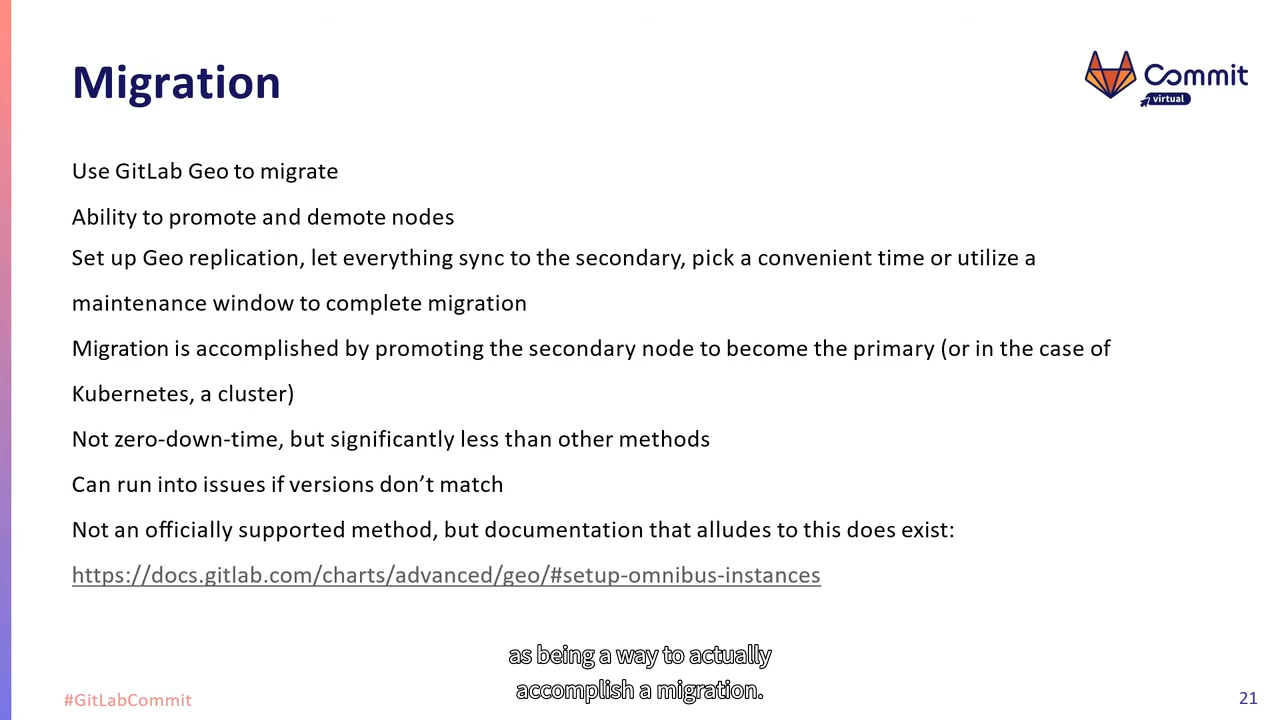 Migration
Commit
virtual
Use GitLab Geo to migrate
Ability to promote and demote nodes
Set up Geo replication, let everything sync to the secondary, pick a convenient time or utilize a
maintenance window to complete migration
Migration is accomplished by promoting the secondary node to become the primary (or in the case of
Kubernetes, a cluster)
Not zero-down-time, but significantly less than other methods
Can run into issues if versions don’t match
Not an officially supported method, but documentation that alludes to this does exist:
https://docs.gitlab.com/charts/advanced/geo/#setup-omnibus-instances
as being a way to actually
accomplish a migration.
#GitLabCommit
21